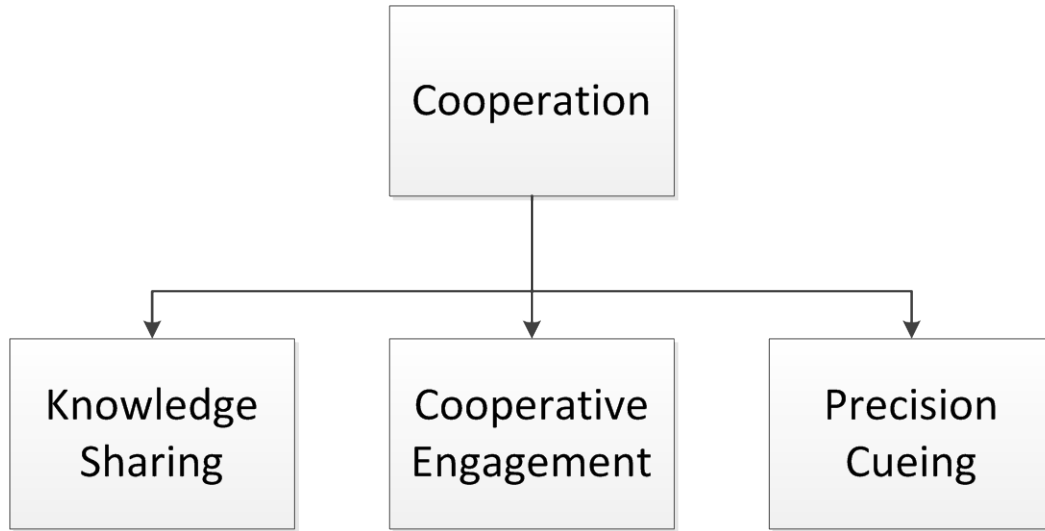 Cooperation
Knowledge
Sharing
Cooperative
Engagement
Precision
Cueing